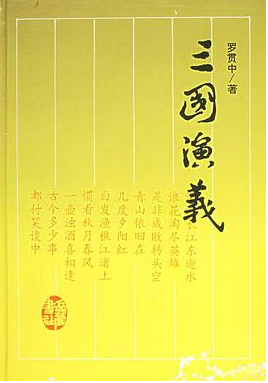 罗贯中/著
三國演義
长江东逝水
浪花淘尽英雄
是非成败转头空
青山依旧在
几度夕阳红
白发渔樵江渚上
惯看秋月春风
一壶浊酒喜相逢
古今多少事
都付笑谈中